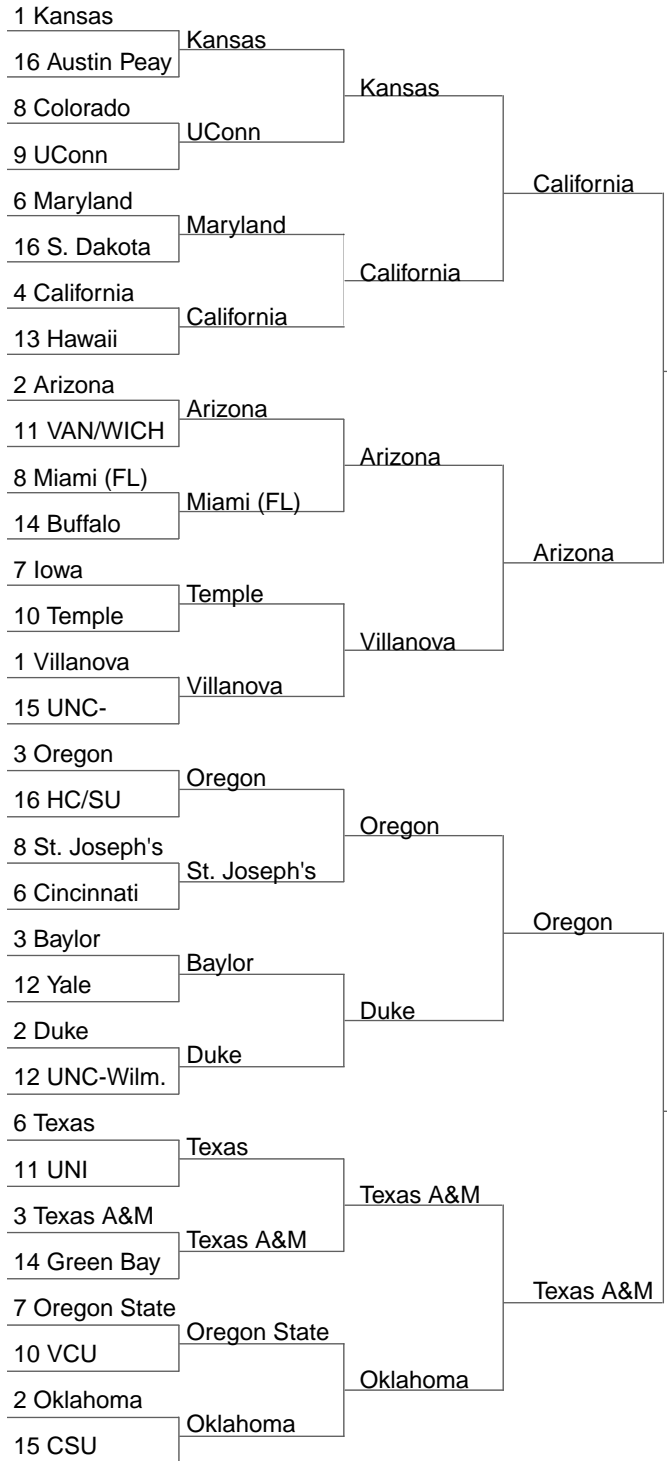 1 Kansas
16 Austin Peay
8 Colorado
9 UConn
6 Maryland
16 S. Dakota
4 California
13 Hawaii
2 Arizona
11 VAN/WICH
8 Miami (FL)
14 Buffalo
7 Iowa
10 Temple
1 Villanova
15 UNC-
3 Oregon
16 HC/SU
8 St. Joseph's
6 Cincinnati
3 Baylor
12 Yale
2 Duke
12 UNC-Wilm.
6 Texas
11 UNI
3 Texas A&M
14 Green Bay
7 Oregon State
10 VCU
2 Oklahoma
15 CSU
Kansas
UConn
Maryland
California
Arizona
Miami (FL)
Temple
Villanova
Oregon
St. Joseph's
Baylor
Duke
Texas
Texas A&M
Oregon State
Oklahoma
Kansas
California
Arizona
Villanova
Oregon
Duke
Texas A&M
Oklahoma
California
Arizona
Oregon
Texas A&M